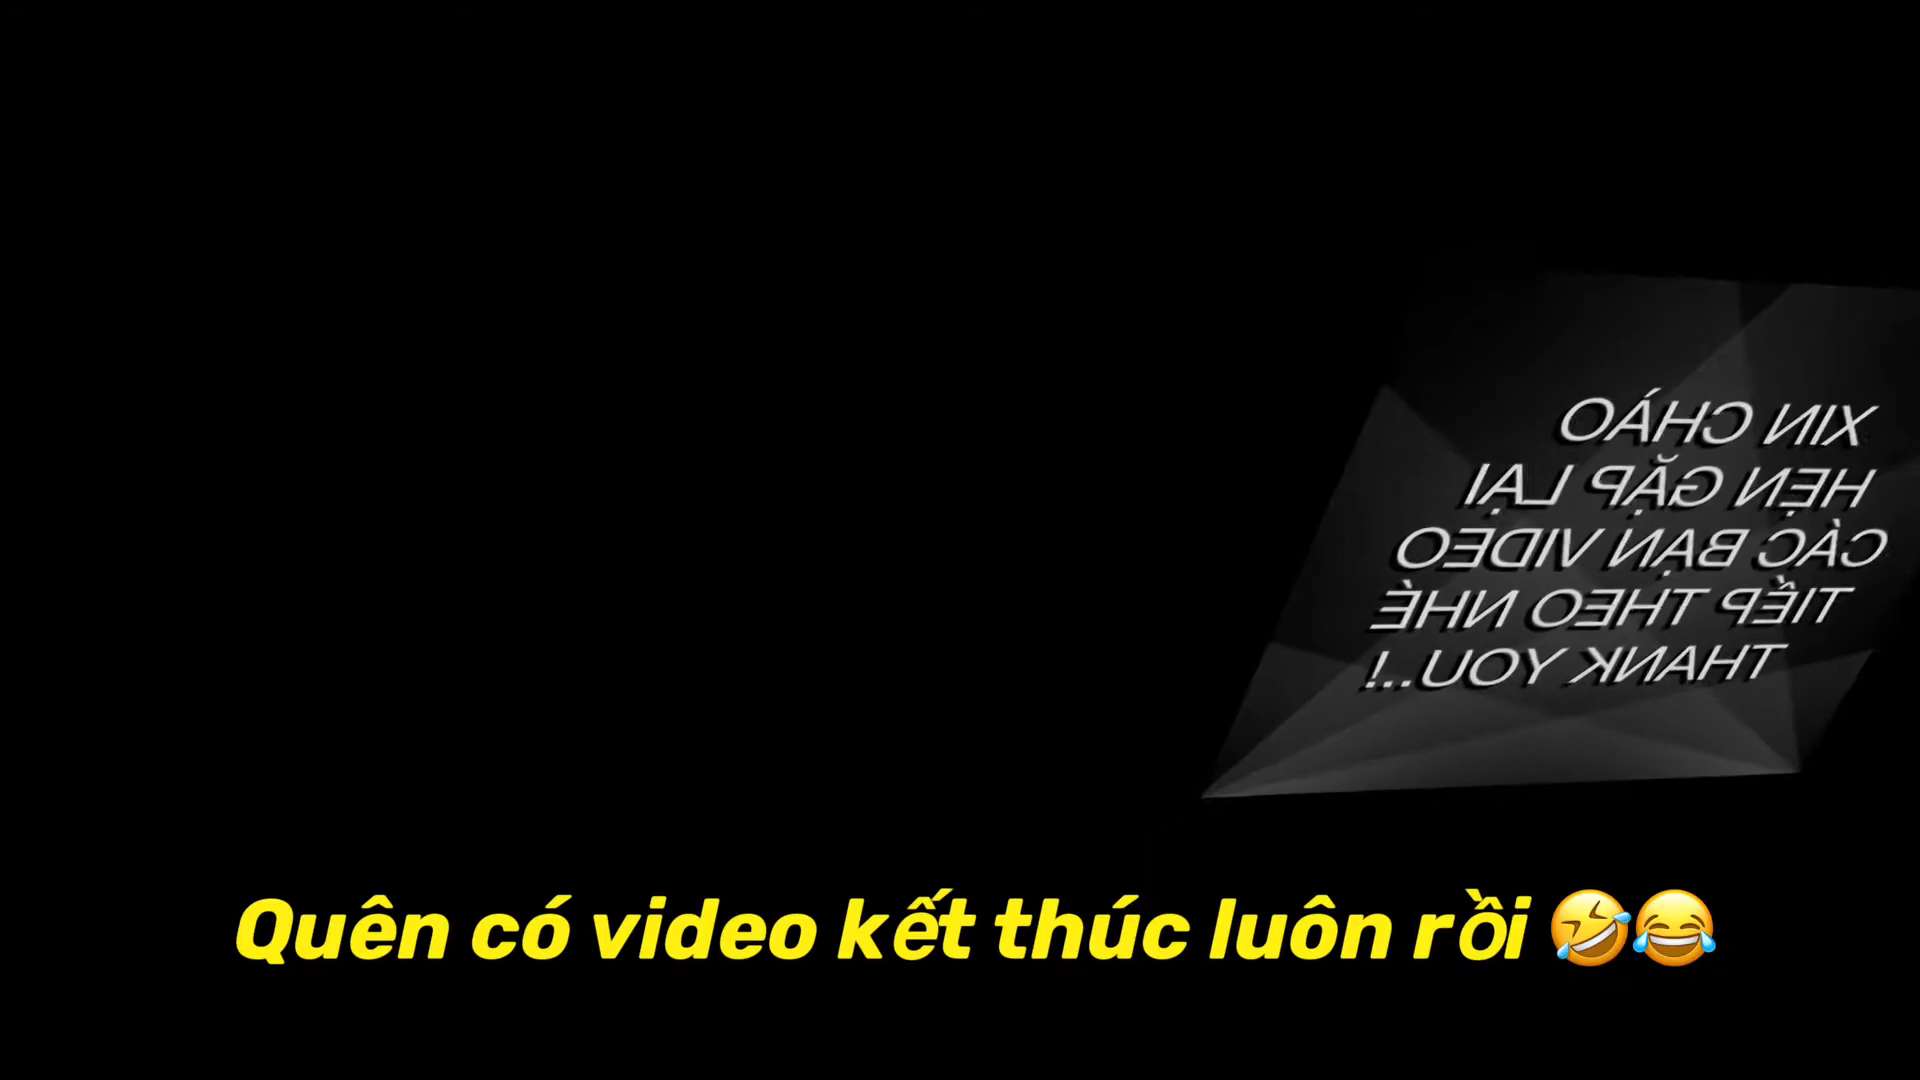 XIN CHÁO
HẸN GẶP LẠI
CÁC BẠN VIDEO
TIẾP THEO NHÉ
THANK YOU..!
Quên có video kết thúc luôn rồi 🤣😂